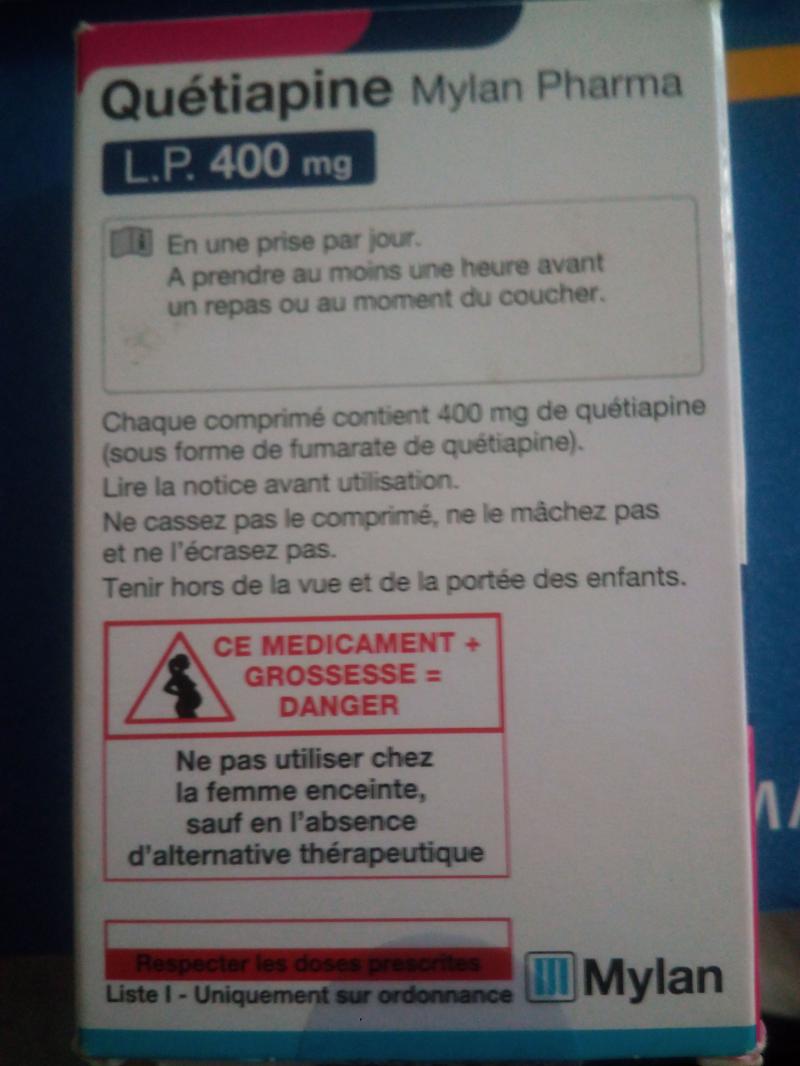 Quétiapine Mylan Pharma
L.P. 400 mg
En une prise par jour.
A prendre au moins une heure avant
un repas ou au moment du coucher.
Chaque comprimé contient 400 mg de quétiapine
(sous forme de fumarate de quétiapine).
Lire la notice avant utilisation.
Ne cassez pas le comprimé, ne le mâchez pas
et ne l'écrasez pas.
Tenir hors de la vue et de la portée des enfants.
CE MEDICAMENT +
GROSSESSE =
DANGER
Ne pas utiliser chez
la femme enceinte,
sauf en l'absence
d'alternative thérapeutique
Respecter les doses prescrites
Liste I - Uniquement sur ordonnance
Mylan